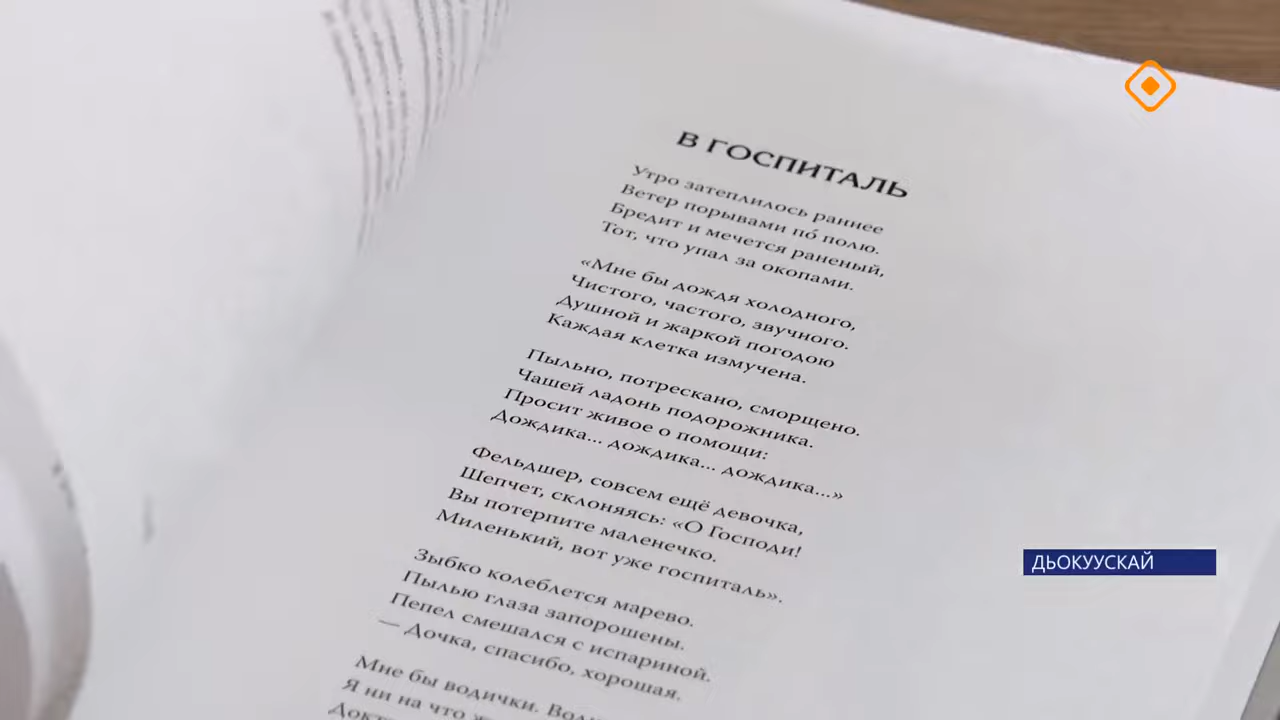 В ГОСПИТАЛЬ
Утро затеплилось раннее
Ветер порывами по́ полю.
Бредит и мечется раненый,
Тот, что упал за окопами.
«Мне бы дождя холодного,
Чистого, частого, звучного.
Душной и жаркой погодою
Каждая клетка измучена.
Пыльно, потрескано, сморщено.
Чашей ладонь подорожника.
Просит живое о помощи:
Дождика... дождика... дождика...»
Фельдшер, совсем ещё девочка,
Шепчет, склоняясь: «О Господи!
Вы потерпите маленечко.
Миленький, вот уже госпиталь».
Зыбко колеблется марево.
Пылью глаза запорошены.
Пепел смешался с испариной.
— Дочка, спасибо, хорошая.
Мне бы водички.
Я ни на что
ДЬОКУУСКАЙ